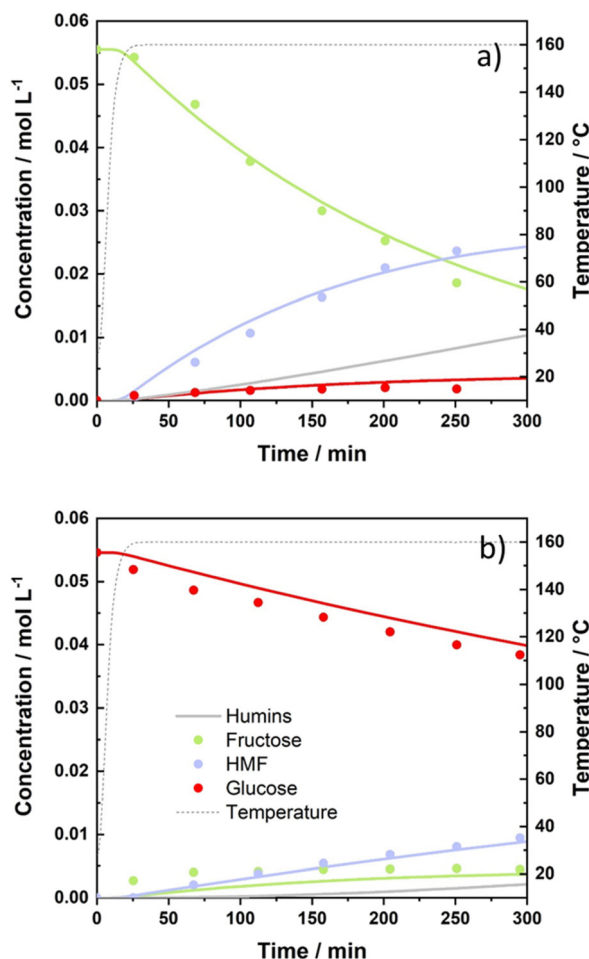 a)
Concentration / mol L⁻¹
0.06
0.05
0.04
0.03
0.02
0.01
0.00
160
140
120
100
80
60
40
20
Temperature / °C
0 50 100 150 200 250 300
Time / min
b)
Concentration / mol L⁻¹
0.06
0.05
0.04
0.03
0.02
0.01
0.00
Humins
Fructose
HMF
Glucose
Temperature
160
140
120
100
80
60
40
20
Temperature / °C
0 50 100 150 200 250 300
Time / min